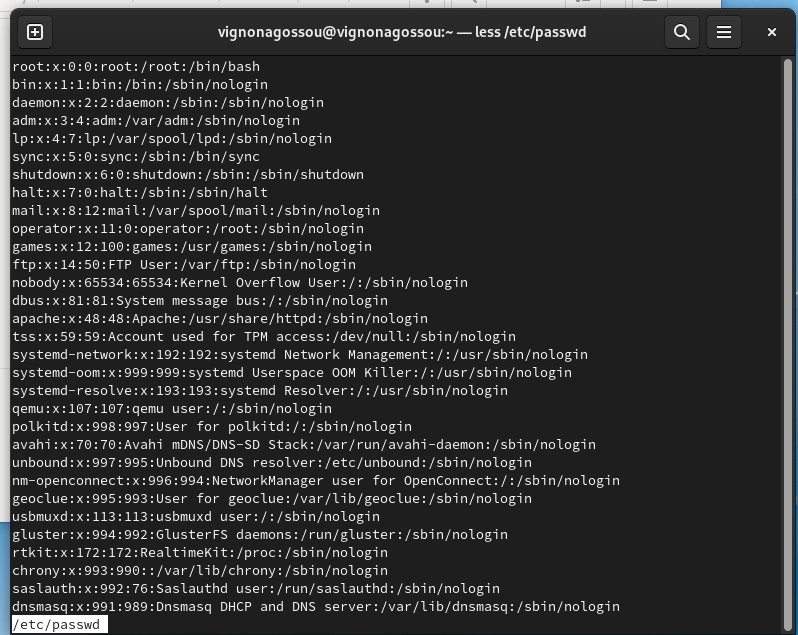 vignonagossou@vignonagossou:~ — less /etc/passwd
root:x:0:0:root:/root:/bin/bash
bin:x:1:1:bin:/bin:/sbin/nologin
daemon:x:2:2:daemon:/sbin:/sbin/nologin
adm:x:3:4:adm:/var/adm:/sbin/nologin
lp:x:4:7:lp:/var/spool/lpd:/sbin/nologin
sync:x:5:0:sync:/sbin:/bin/sync
shutdown:x:6:0:shutdown:/sbin:/sbin/shutdown
halt:x:7:0:halt:/sbin:/sbin/halt
mail:x:8:12:mail:/var/spool/mail:/sbin/nologin
operator:x:11:0:operator:/root:/sbin/nologin
games:x:12:100:games:/usr/games:/sbin/nologin
ftp:x:14:50:FTP User:/var/ftp:/sbin/nologin
nobody:x:65534:65534:Kernel Overflow User:/:/sbin/nologin
dbus:x:81:81:System message bus:/:/sbin/nologin
apache:x:48:48:Apache:/usr/share/httpd:/sbin/nologin
tss:x:59:59:Account used for TPM access:/dev/null:/sbin/nologin
systemd-network:x:192:192:systemd Network Management:/:/usr/sbin/nologin
systemd-oom:x:999:999:systemd Userspace OOM Killer:/:/usr/sbin/nologin
systemd-resolve:x:193:193:systemd Resolver:/:/usr/sbin/nologin
qemu:x:107:107:qemu user:/:/sbin/nologin
polkitd:x:998:997:User for polkitd:/:/sbin/nologin
avahi:x:70:70:Avahi mDNS/DNS-SD Stack:/var/run/avahi-daemon:/sbin/nologin
unbound:x:997:995:Unbound DNS resolver:/etc/unbound:/sbin/nologin
nm-openconnect:x:996:994:NetworkManager user for OpenConnect:/:/sbin/nologin
geoclue:x:995:993:User for geoclue:/var/lib/geoclue:/sbin/nologin
usbmuxd:x:113:113:usbmuxd user:/:/sbin/nologin
gluster:x:994:992:GlusterFS daemons:/run/gluster:/sbin/nologin
rtkit:x:172:172:RealtimeKit:/proc:/sbin/nologin
chrony:x:993:990::/var/lib/chrony:/sbin/nologin
saslauth:x:992:76:Saslauthd user:/run/saslauthd:/sbin/nologin
dnsmasq:x:991:989:Dnsmasq DHCP and DNS server:/var/lib/dnsmasq:/sbin/nologin
/etc/passwd